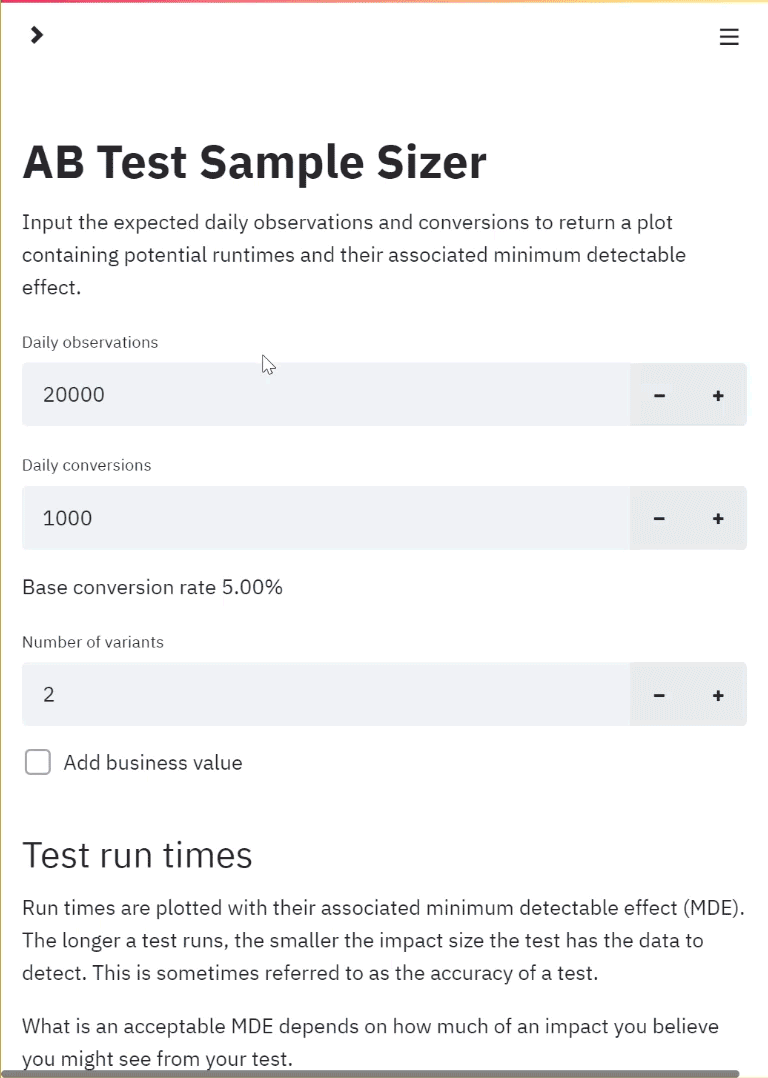 AB Test Sample Sizer
Input the expected daily observations and conversions to return a plot
containing potential runtimes and their associated minimum detectable
effect.
Daily observations
20000
Daily conversions
1000
Base conversion rate 5.00%
Number of variants
2
Add business value
Test run times
Run times are plotted with their associated minimum detectable effect (MDE).
The longer a test runs, the smaller the impact size the test has the data to
detect. This is sometimes referred to as the accuracy of a test.
What is an acceptable MDE depends on how much of an impact you believe
you might see from your test.